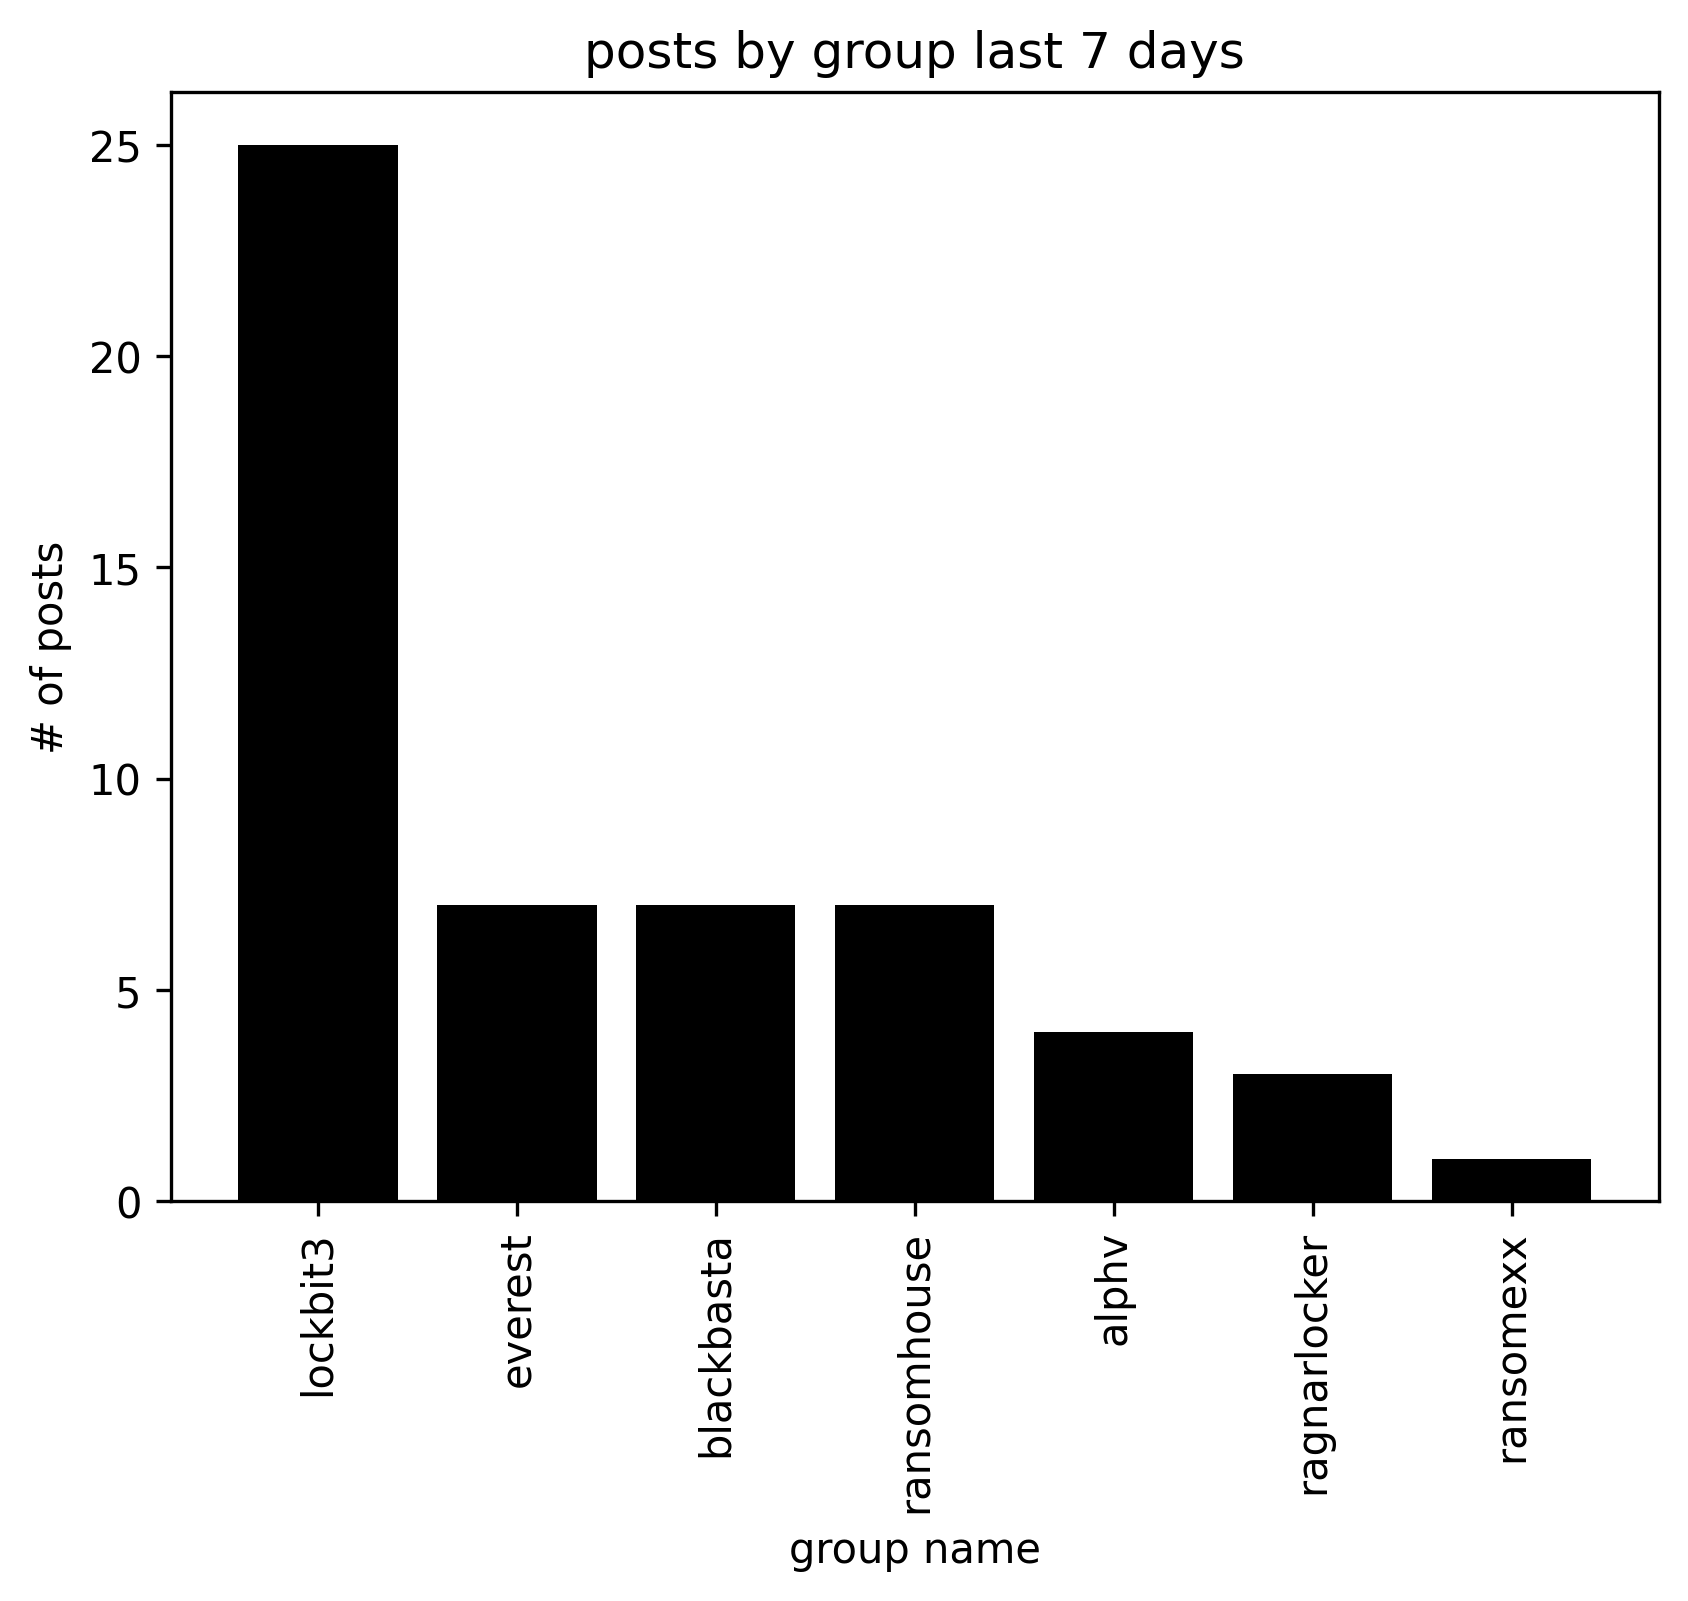 posts by group last 7 days
25
20
15
10
5
0
# of posts
lockbit3
everest
blackbasta
ransomhouse
alphv
ragnarlocker
ransomexx
group name